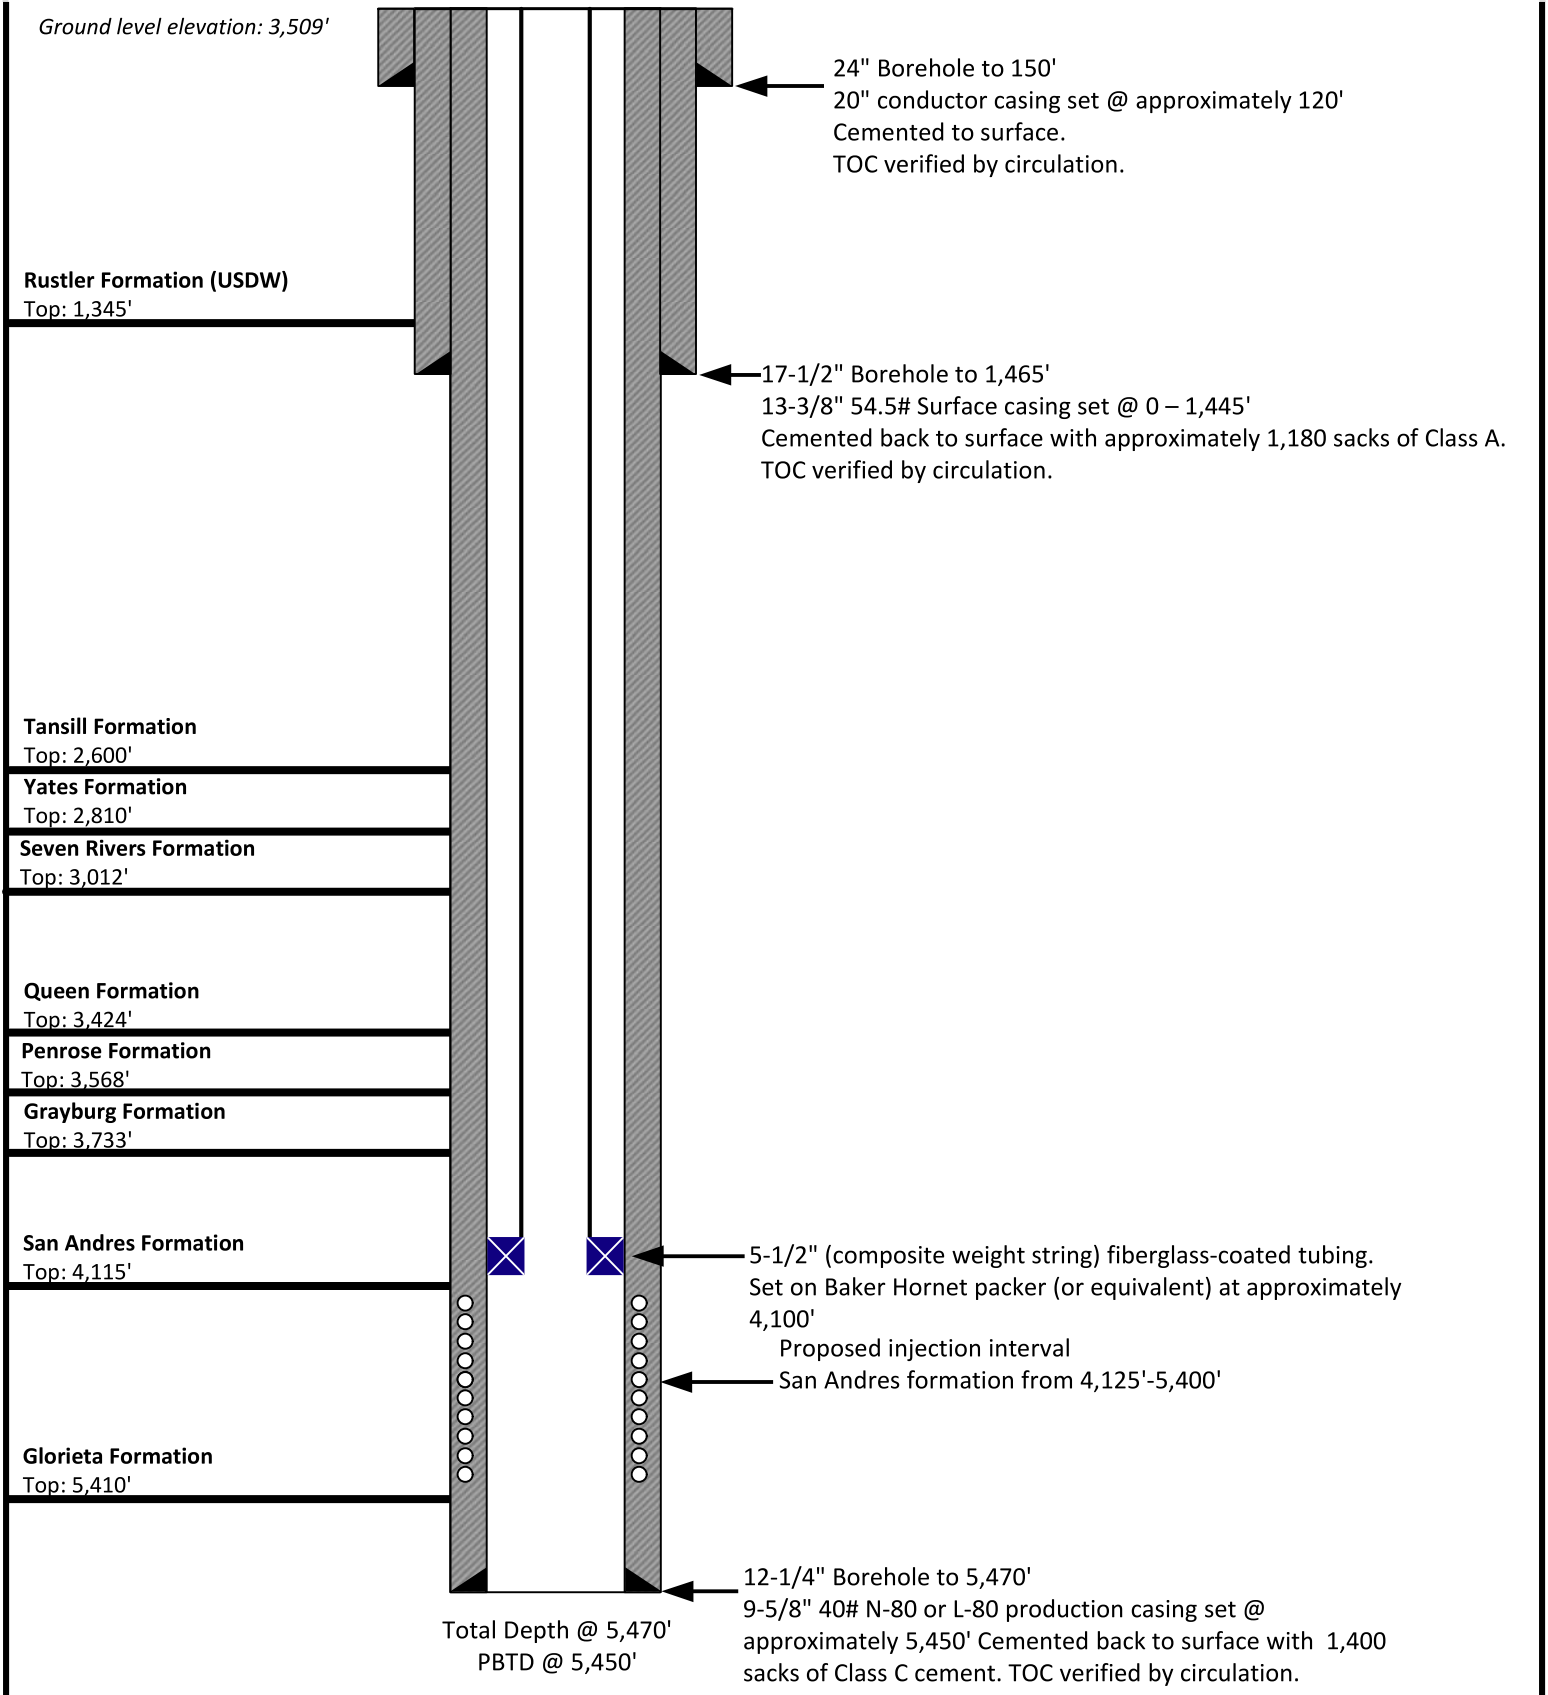 Ground level elevation: 3,509'
24" Borehole to 150'
20" conductor casing set @ approximately 120'
Cemented to surface.
TOC verified by circulation.
Rustler Formation (USDW)
Top: 1,345'
17-1/2" Borehole to 1,465'
13-3/8" 54.5# Surface casing set @ 0 – 1,445'
Cemented back to surface with approximately 1,180 sacks of Class A.
TOC verified by circulation.
Tansill Formation
Top: 2,600'
Yates Formation
Top: 2,810'
Seven Rivers Formation
Top: 3,012'
Queen Formation
Top: 3,424'
Penrose Formation
Top: 3,568'
Grayburg Formation
Top: 3,733'
San Andres Formation
Top: 4,115'
5-1/2" (composite weight string) fiberglass-coated tubing.
Set on Baker Hornet packer (or equivalent) at approximately
4,100'
Proposed injection interval
San Andres formation from 4,125'-5,400'
Glorieta Formation
Top: 5,410'
12-1/4" Borehole to 5,470'
9-5/8" 40# N-80 or L-80 production casing set @
approximately 5,450' Cemented back to surface with 1,400
sacks of Class C cement. TOC verified by circulation.
Total Depth @ 5,470'
PBTD @ 5,450'